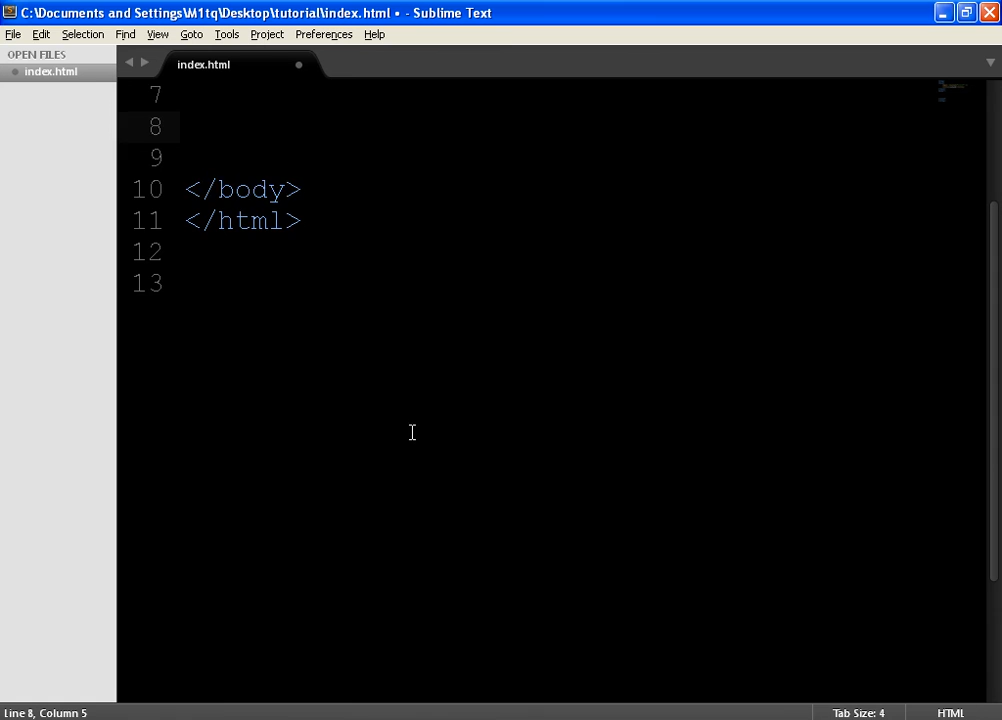 C:\Documents and Settings\M1tq\Desktop\tutorial\index.html • - Sublime Text
File Edit Selection Find View Goto Tools Project Preferences Help
OPEN FILES
index.html
index.html
7
8
9
10 </body>
11 </html>
12
13
Line 8, Column 5 Tab Size: 4 HTML